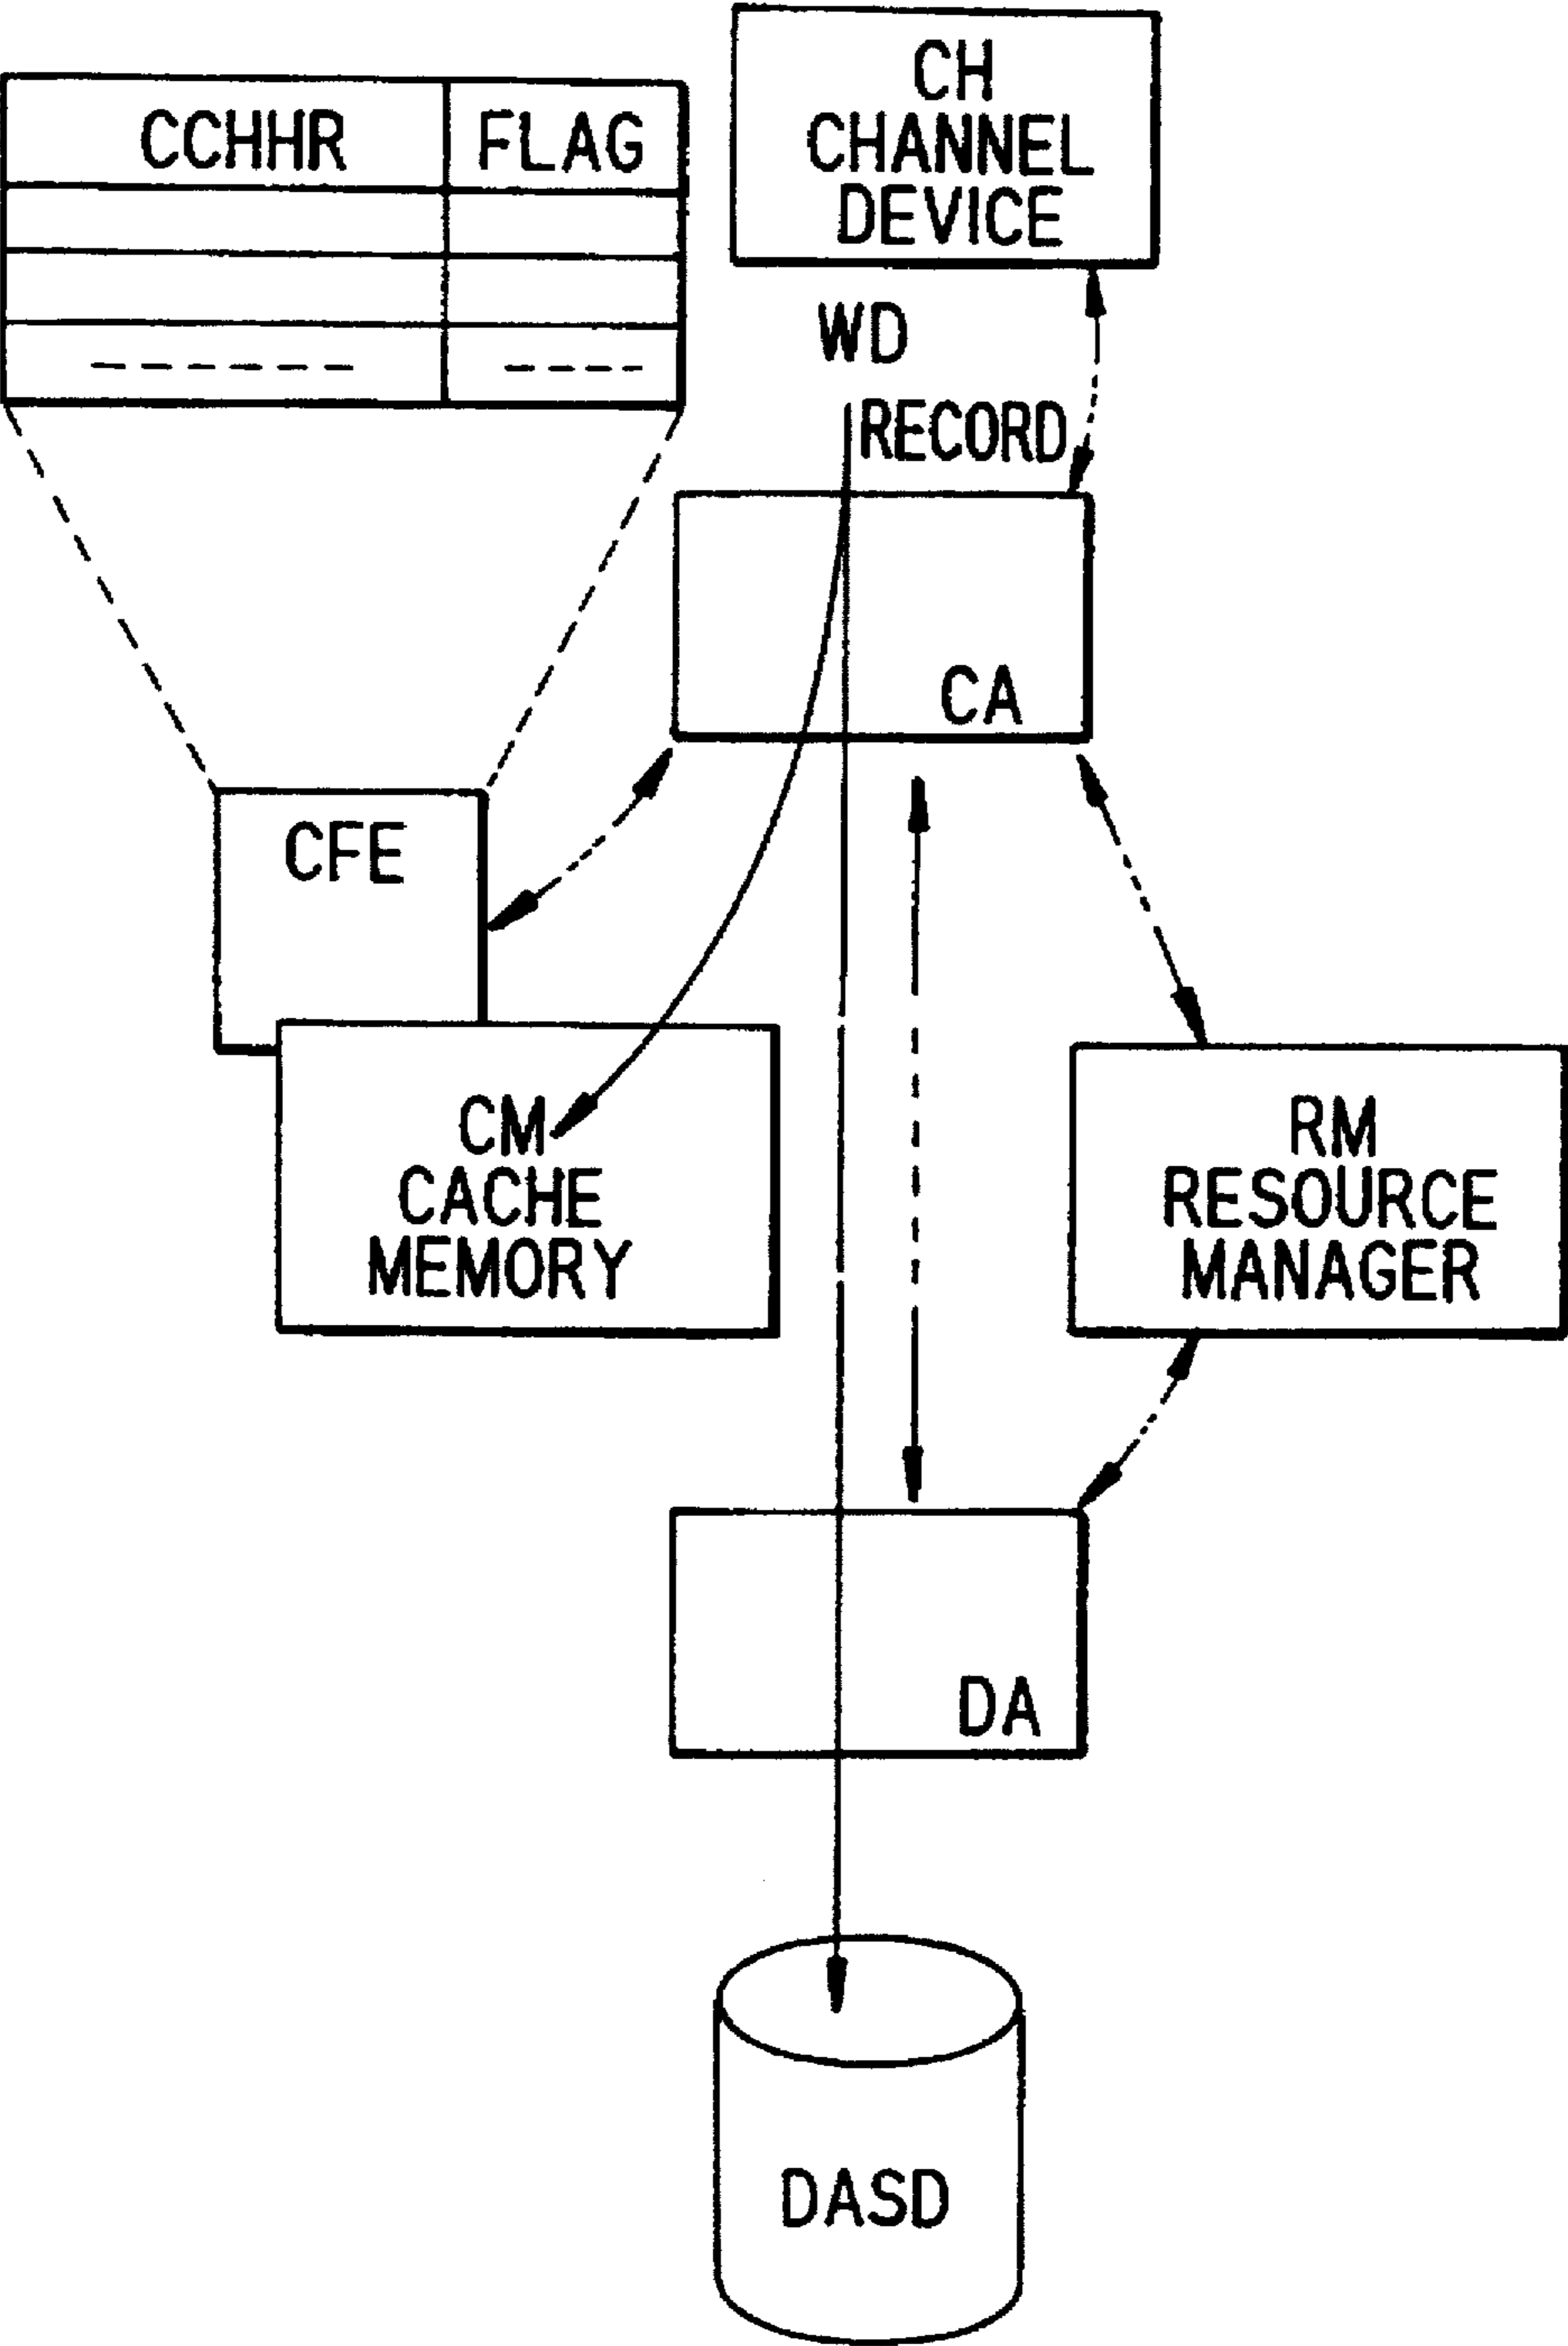 CH
CHANNEL
DEVICE
CCHHR FLAG
WD
RECORD
CA
CFE
CM
CACHE
MEMORY
RM
RESOURCE
MANAGER
DA
DASD